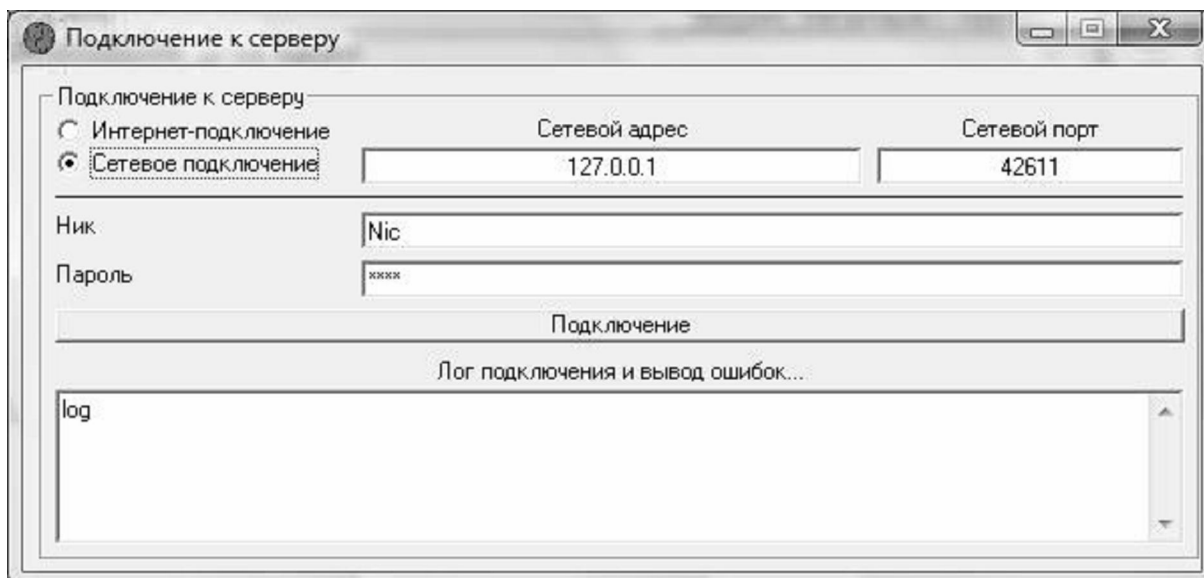 Подключение к серверу
Подключение к серверу
Интернет-подключение
Сетевой адрес
Сетевой порт
Сетевое подключение
127.0.0.1
42611
Ник
Nic
Пароль
××××
Подключение
Лог подключения и вывод ошибок...
log